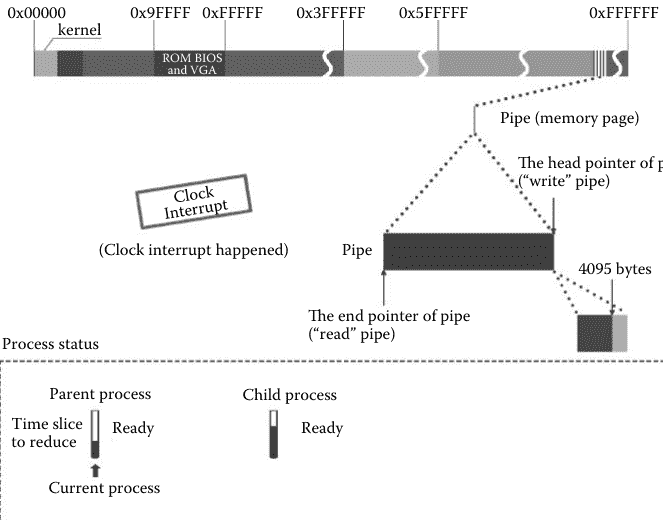 0x00000 0x9FFFF 0xFFFFF 0x3FFFFF 0x5FFFFF 0xFFFFFF
kernel
ROM BIOS
and VGA
Pipe (memory page)
The head pointer of p
(“write” pipe)
Clock
Interrupt
(Clock interrupt happened)
Pipe
4095 bytes
The end pointer of pipe
(“read” pipe)
Process status
Parent process
Child process
Time slice
to reduce
Ready
Ready
Current process